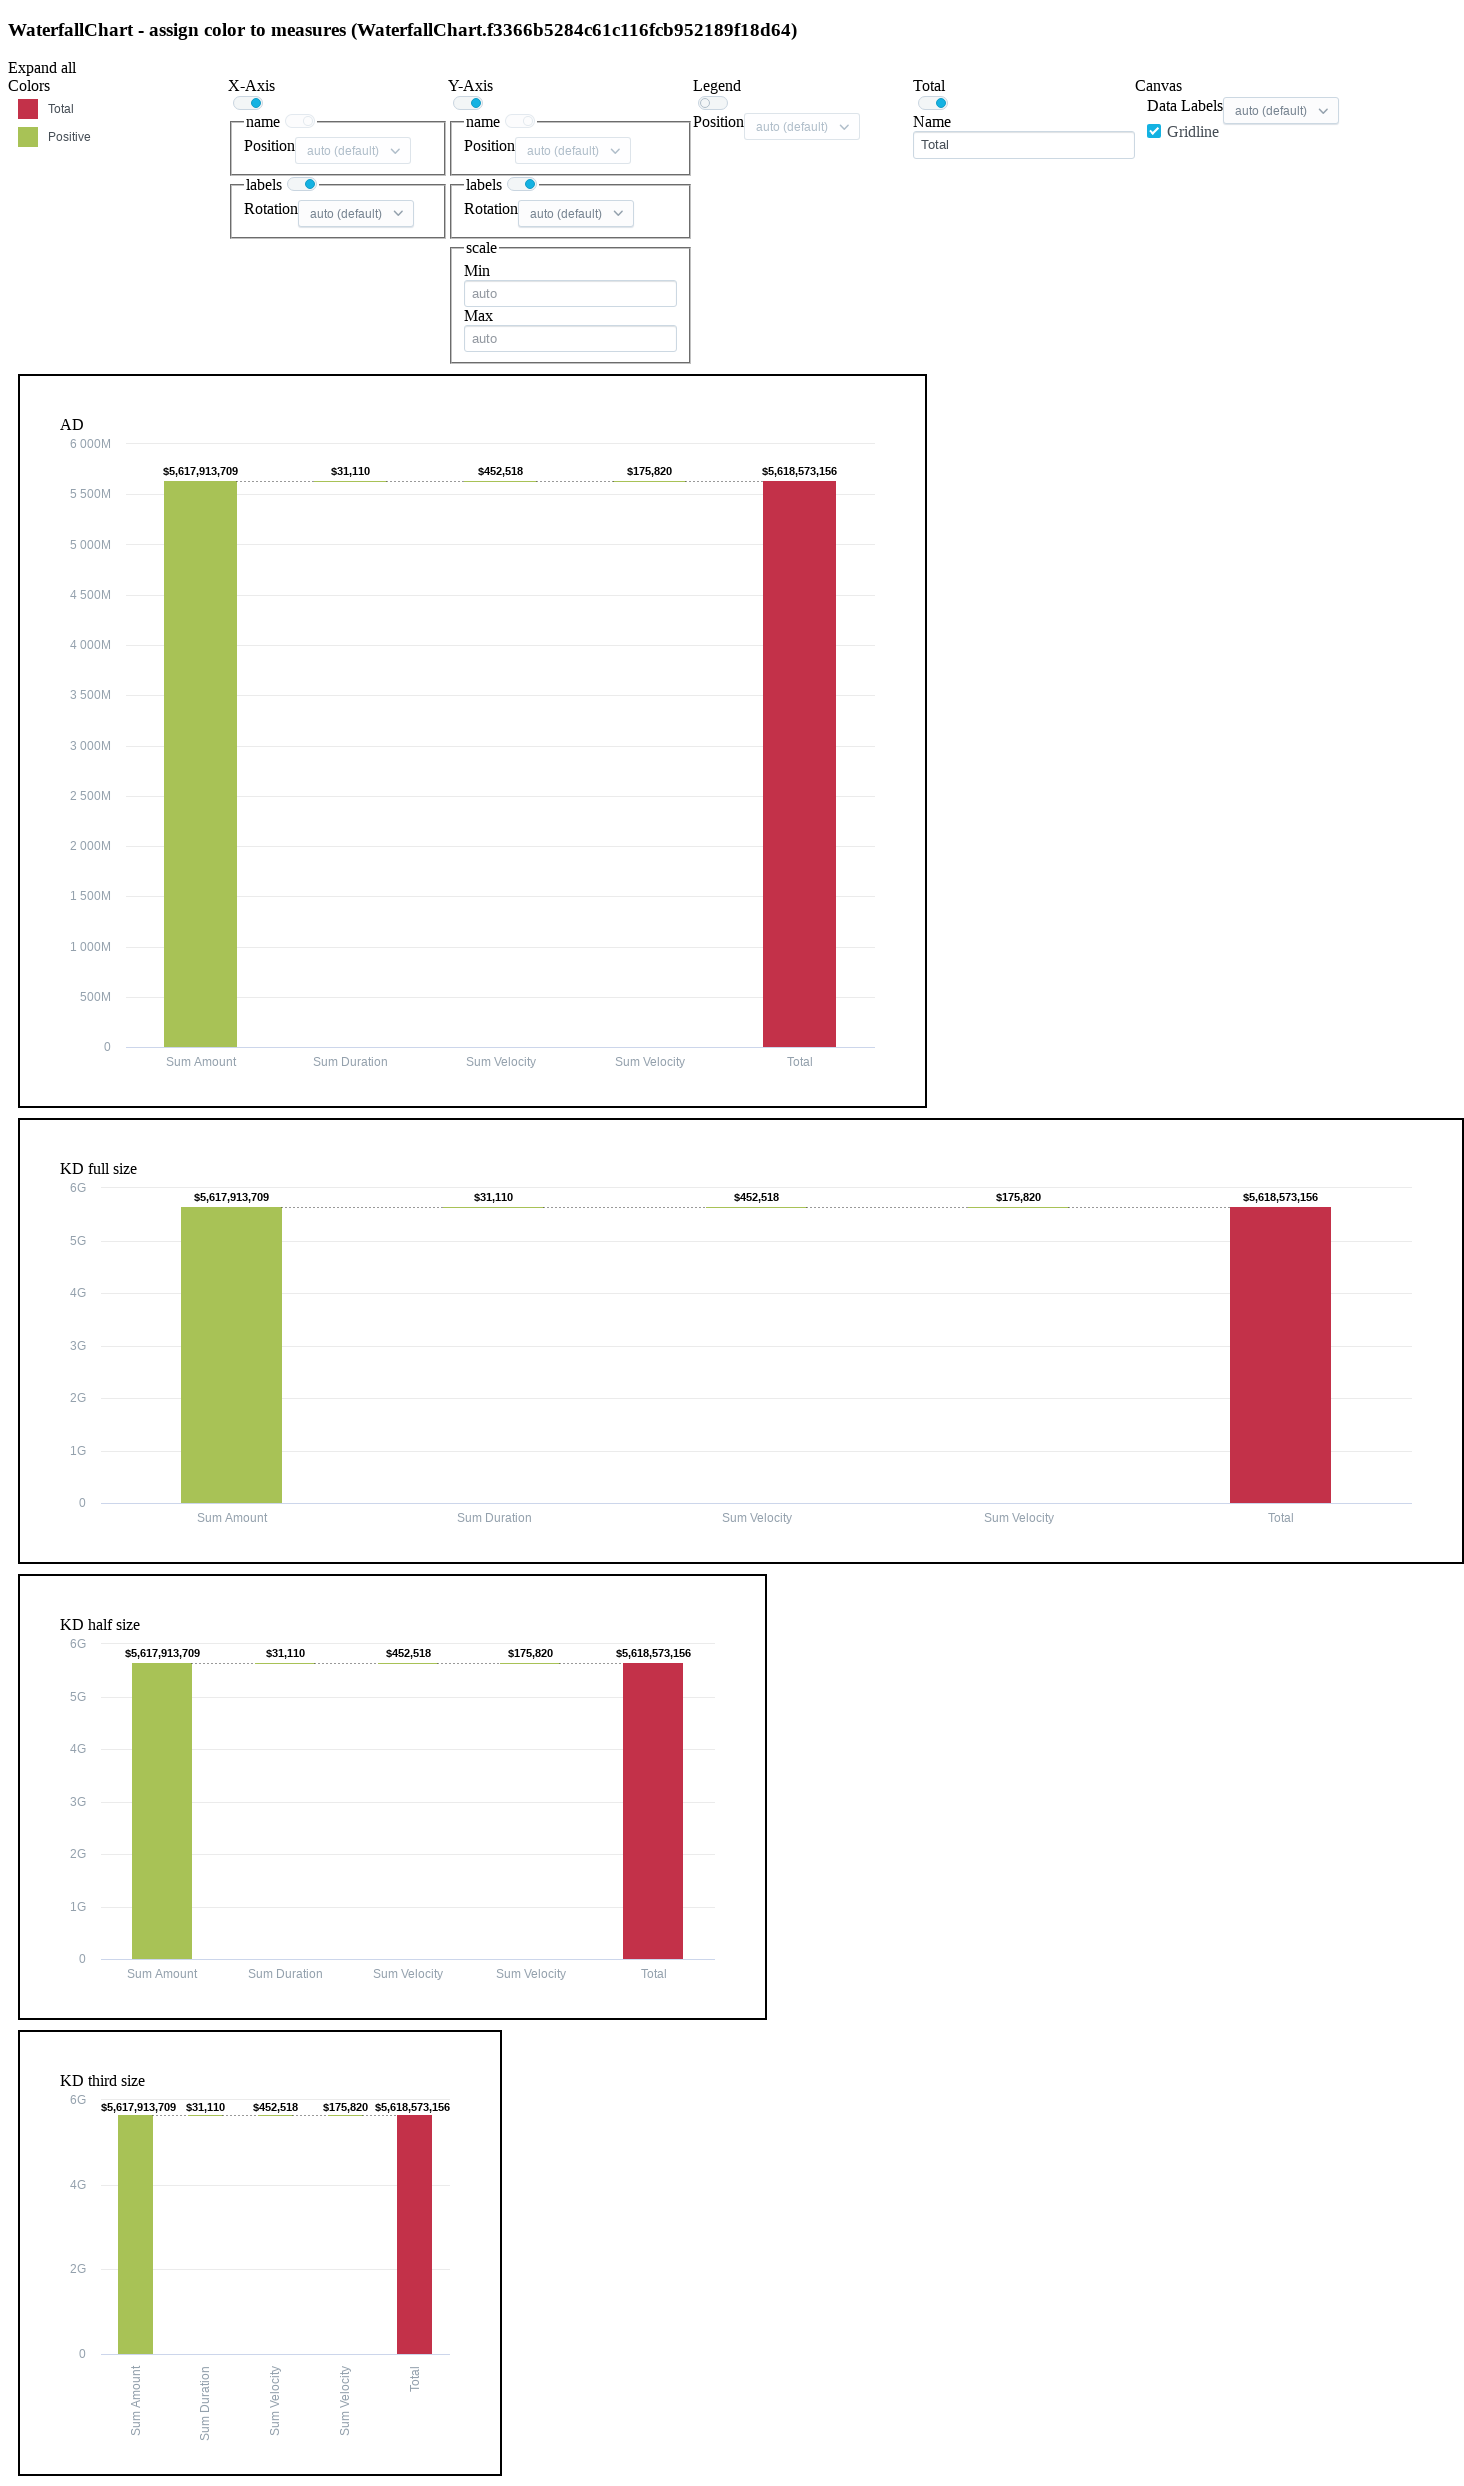 WaterfallChart - assign color to measures (WaterfallChart.f3366b5284c61c116fcb952189f18d64)
Expand all
Colors
Total
Positive
X-Axis
name
Position auto (default)
labels
Rotation auto (default)
Y-Axis
name
Position auto (default)
labels
Rotation auto (default)
scale
Min
auto
Max
auto
Legend
Position auto (default)
Total
Name
Total
Canvas
Data Labels auto (default)
Gridline
AD
6 000M
5 500M
5 000M
4 500M
4 000M
3 500M
3 000M
2 500M
2 000M
1 500M
1 000M
500M
0
$5,617,913,709 $31,110 $452,518 $175,820 $5,618,573,156
Sum Amount Sum Duration Sum Velocity Sum Velocity Total
KD full size
6G
5G
4G
3G
2G
1G
0
$5,617,913,709 $31,110 $452,518 $175,820 $5,618,573,156
Sum Amount Sum Duration Sum Velocity Sum Velocity Total
KD half size
6G
5G
4G
3G
2G
1G
0
$5,617,913,709 $31,110 $452,518 $175,820 $5,618,573,156
Sum Amount Sum Duration Sum Velocity Sum Velocity Total
KD third size
6G
4G
2G
0
$5,617,913,709 $31,110 $452,518 $175,820 $5,618,573,156
Sum Amount
Sum Duration
Sum Velocity
Sum Velocity
Total